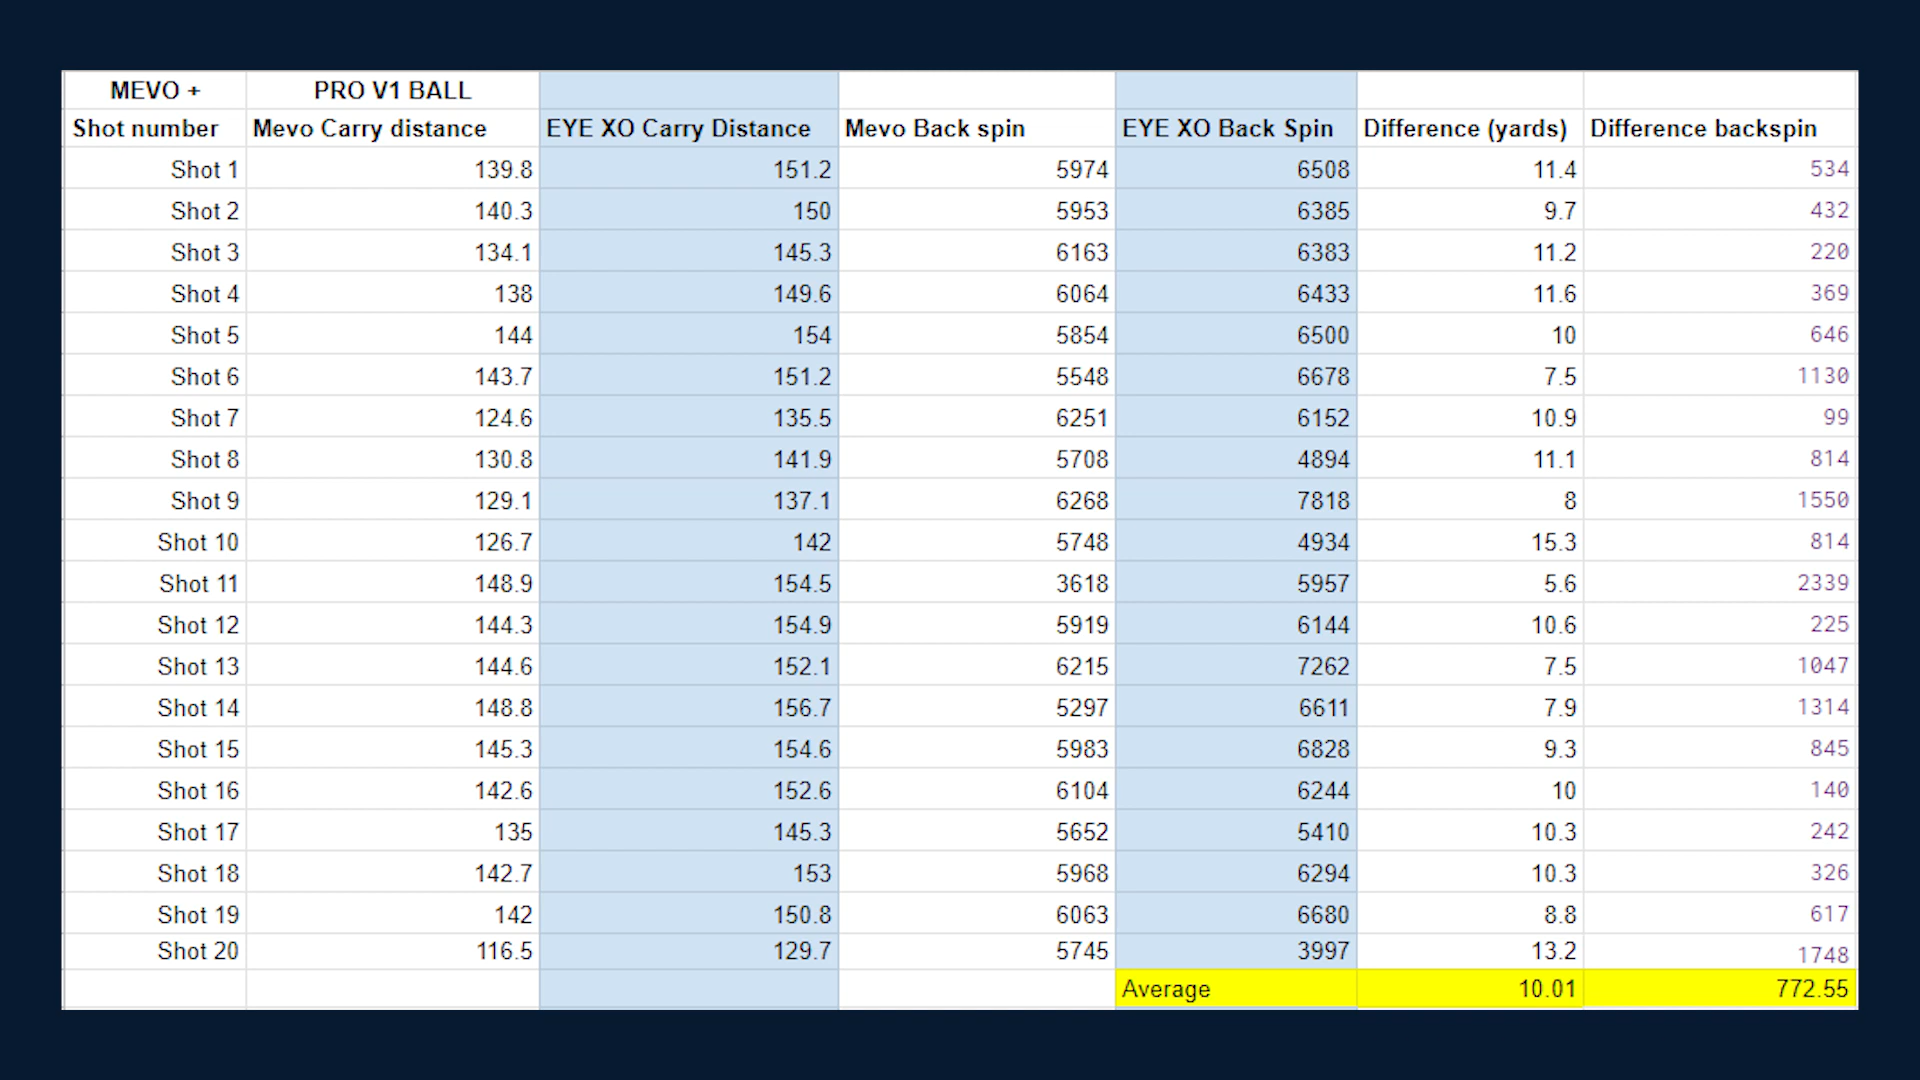 MEVO + PRO V1 BALL
Shot number Mevo Carry distance EYE XO Carry Distance Mevo Back spin EYE XO Back Spin Difference (yards) Difference backspin
Shot 1 139.8 151.2 5974 6508 11.4 534
Shot 2 140.3 150 5953 6385 9.7 432
Shot 3 134.1 145.3 6163 6383 11.2 220
Shot 4 138 149.6 6064 6433 11.6 369
Shot 5 144 154 5854 6500 10 646
Shot 6 143.7 151.2 5548 6678 7.5 1130
Shot 7 124.6 135.5 6251 6152 10.9 99
Shot 8 130.8 141.9 5708 4894 11.1 814
Shot 9 129.1 137.1 6268 7818 8 1550
Shot 10 126.7 142 5748 4934 15.3 814
Shot 11 148.9 154.5 3618 5957 5.6 2339
Shot 12 144.3 154.9 5919 6144 10.6 225
Shot 13 144.6 152.1 6215 7262 7.5 1047
Shot 14 148.8 156.7 5297 6611 7.9 1314
Shot 15 145.3 154.6 5983 6828 9.3 845
Shot 16 142.6 152.6 6104 6244 10 140
Shot 17 135 145.3 5652 5410 10.3 242
Shot 18 142.7 153 5968 6294 10.3 326
Shot 19 142 150.8 6063 6680 8.8 617
Shot 20 116.5 129.7 5745 3997 13.2 1748
Average 10.01 772.55